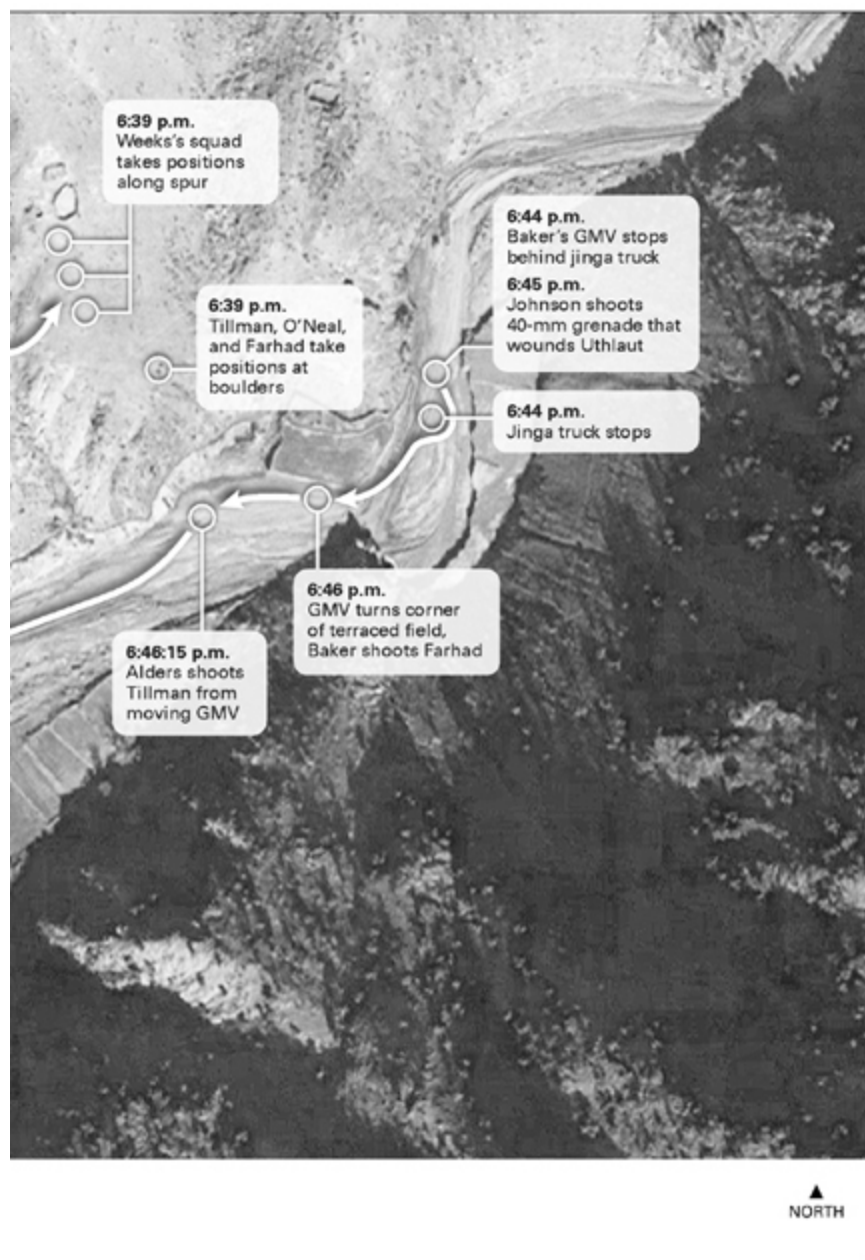 6:39 p.m.
Weeks's squad
takes positions
along spur
6:39 p.m.
Tillman, O'Neal,
and Farhad take
positions at
boulders
6:44 p.m.
Baker's GMV stops
behind jinga truck
6:45 p.m.
Johnson shoots
40-mm grenade that
wounds Uthlaut
6:44 p.m.
Jinga truck stops
6:46 p.m.
GMV turns corner
of terraced field,
Baker shoots Farhad
6:46:15 p.m.
Alders shoots
Tillman from
moving GMV
NORTH